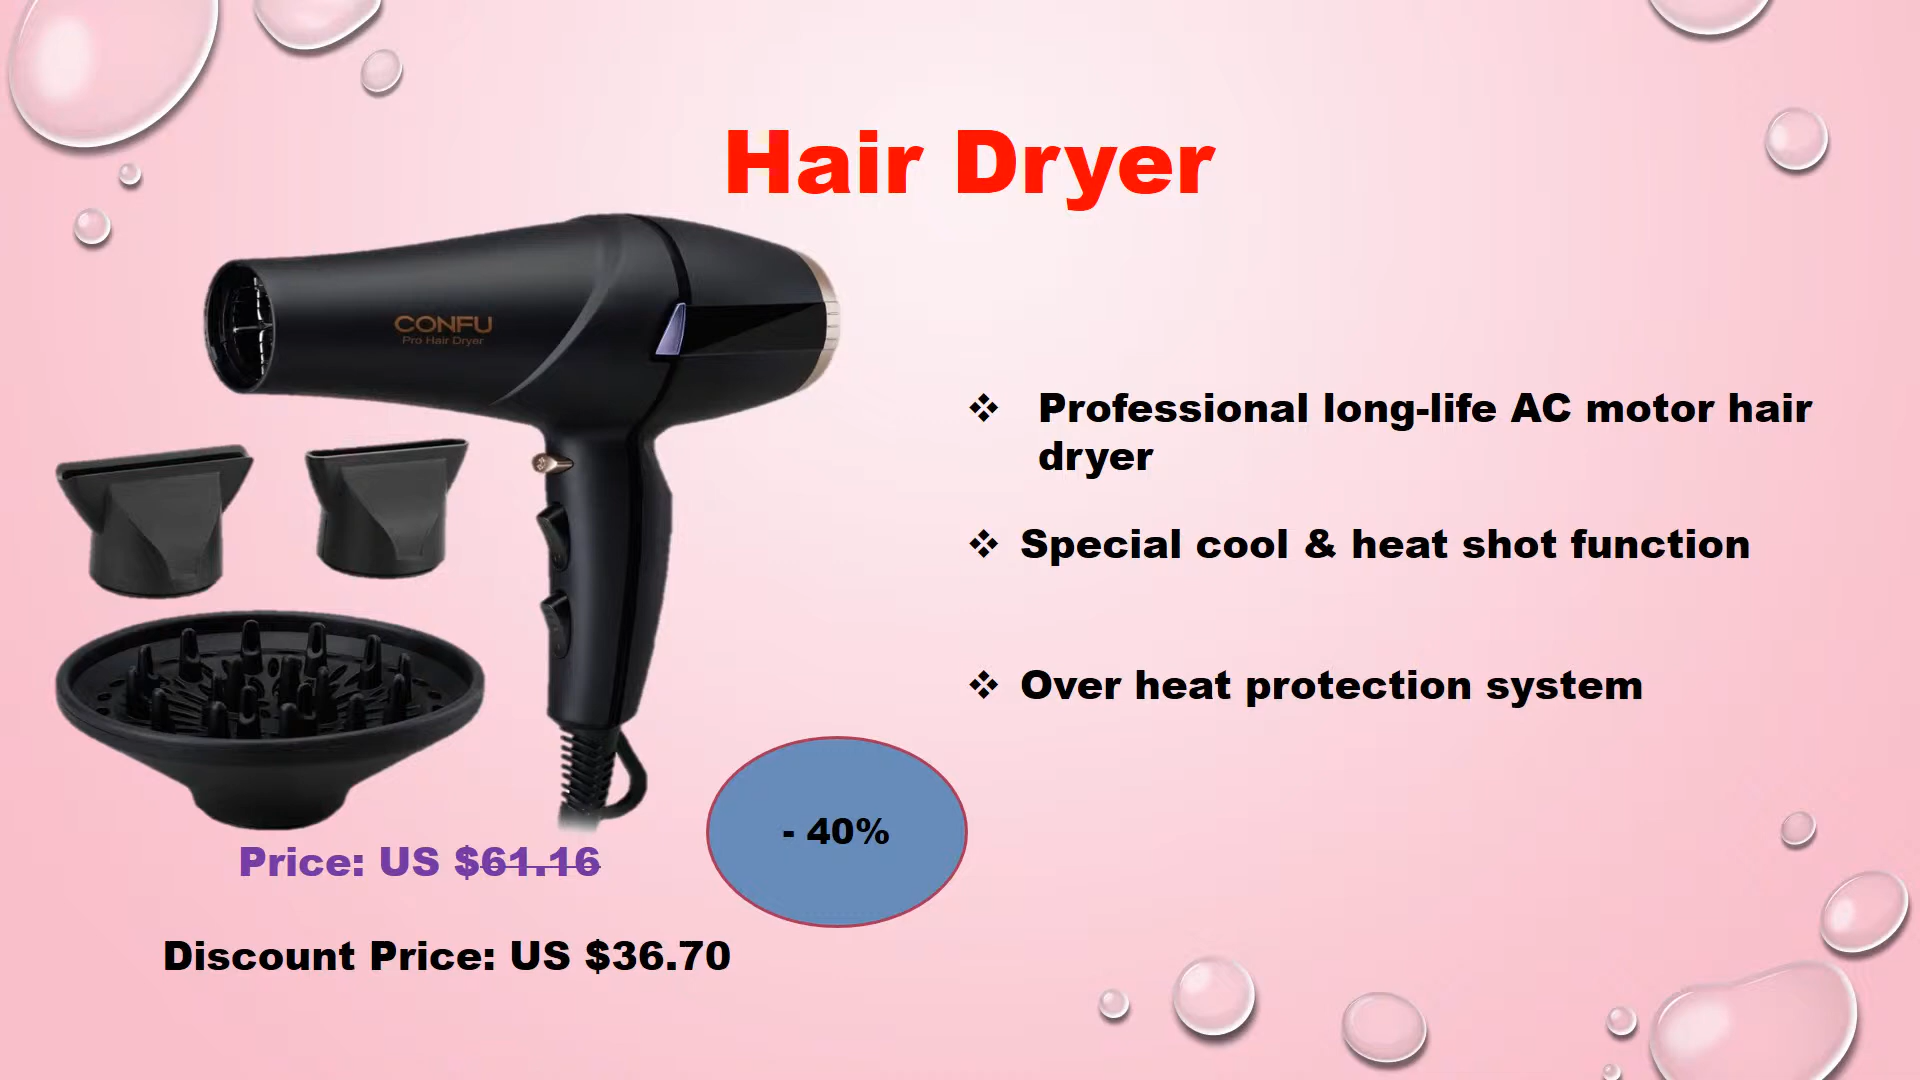 Hair Dryer
CONFU
Pro Hair Dryer
❖ Professional long-life AC motor hair
dryer
❖ Special cool & heat shot function
❖ Over heat protection system
- 40%
Price: US $61.16
Discount Price: US $36.70